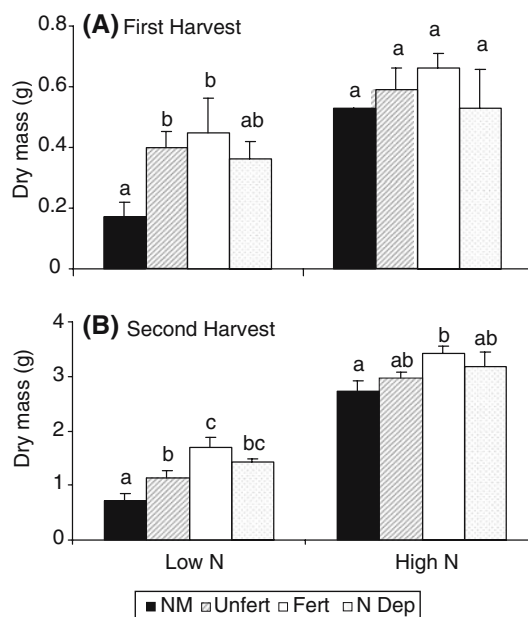 (A) First Harvest
Dry mass (g)
0.8
0.6
0.4
0.2
0
a
b
b
ab
a
a
a
a
(B) Second Harvest
Dry mass (g)
4
3
2
1
0
a
b
c
bc
a
ab
b
ab
Low N
High N
NM Unfert Fert N Dep